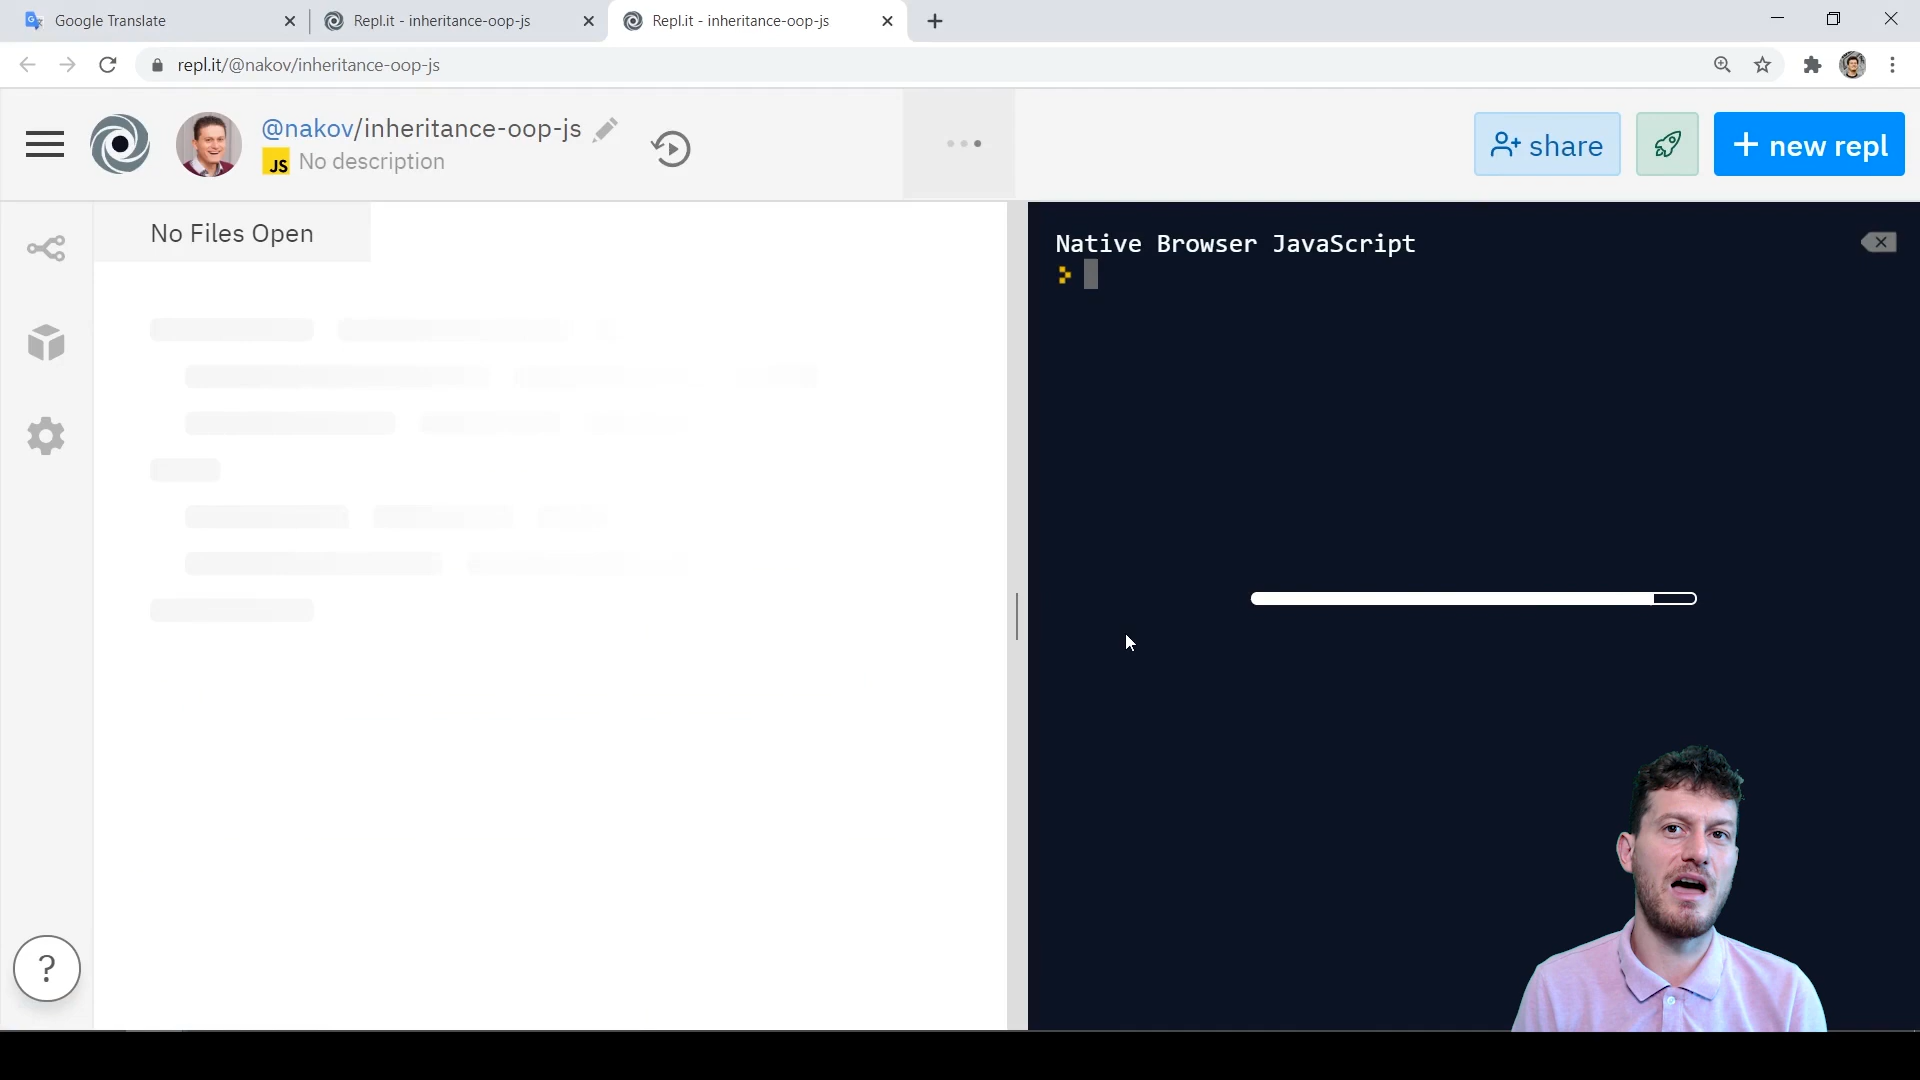 Google Translate
Repl.it - inheritance-oop-js
Repl.it - inheritance-oop-js
repl.it/@nakov/inheritance-oop-js
@nakov/inheritance-oop-js
JS No description
share
+ new repl
No Files Open
Native Browser JavaScript
?